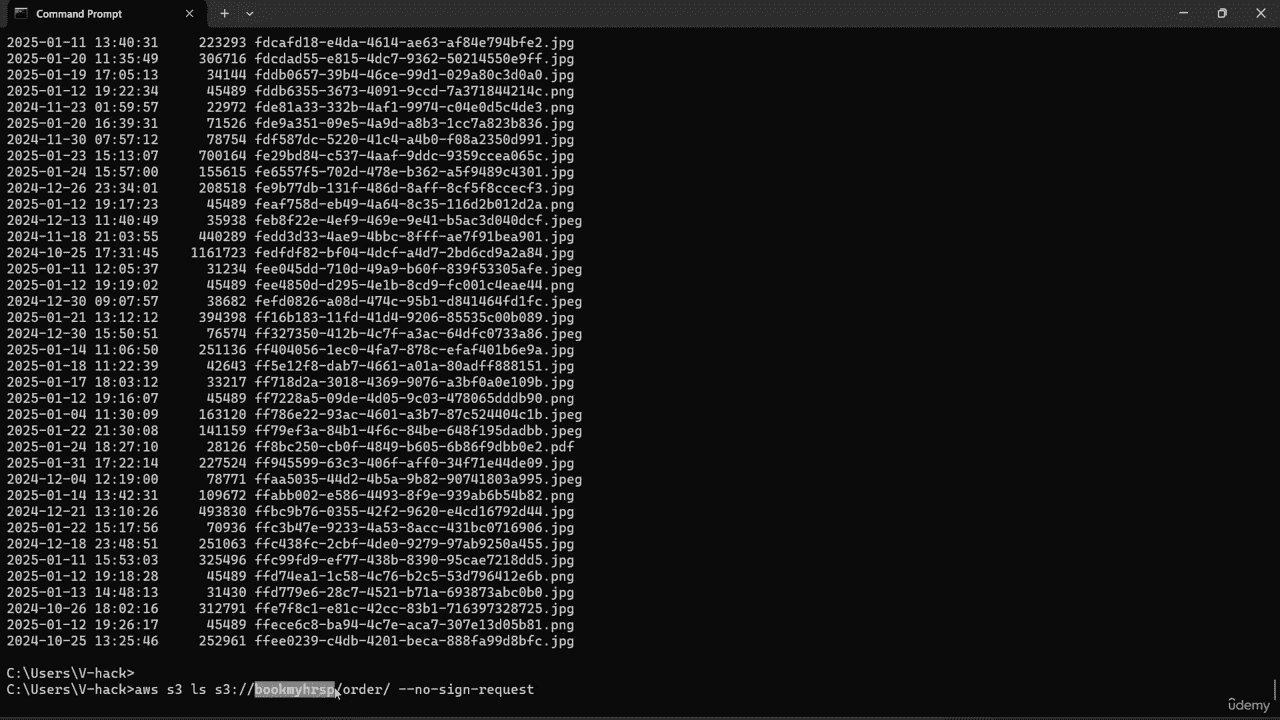 Command Prompt
2025-01-11 13:40:31 223293 fdcafd18-e4da-4614-ae63-af84e794bfe2.jpg
2025-01-20 11:35:49 306716 fdcdad55-e815-4dc7-9362-50214550e9ff.jpg
2025-01-19 17:05:13 34144 fddb0657-39b4-46ce-99d1-029a80c3d0a0.jpg
2025-01-12 19:22:34 45489 fddb6355-3673-4091-9ccd-7a371844214c.png
2024-11-23 01:59:57 22972 fde81a33-332b-4af1-9974-c04e0d5c4de3.png
2025-01-20 16:39:31 71526 fde9a351-09e5-4a9d-a8b3-1cc7a823b836.jpg
2024-11-30 07:57:12 78754 fdf587dc-5220-41c4-a4b0-f08a2350d991.jpg
2025-01-23 15:13:07 700164 fe29bd84-c537-4aaf-9ddc-9359ccea065c.jpg
2025-01-24 15:57:00 155615 fe6557f5-702d-478e-b362-a5f9489c4301.jpg
2024-12-26 23:34:01 208518 fe9b77db-131f-486d-8aff-8cf5f8ccecf3.jpg
2025-01-12 19:17:23 45489 feaf758d-eb49-4a64-8c35-116d2b012d2a.png
2024-12-13 11:40:49 35938 feb8f22e-4ef9-469e-9e41-b5ac3d040dcf.jpeg
2024-11-18 21:03:55 440289 fedd3d33-4ae9-4bbc-8fff-ae7f91bea901.jpg
2024-10-25 17:31:45 1161723 fedfdf82-bf04-4dcf-a4d7-2bd6cd9a2a84.jpg
2025-01-11 12:05:37 31234 fee045dd-710d-49a9-b60f-839f53305afe.jpeg
2025-01-12 19:19:02 45489 fee4850d-d295-4e1b-8cd9-fc001c4eae44.png
2024-12-30 09:07:57 38682 fefd0826-a08d-474c-95b1-d841464fd1fc.jpeg
2025-01-21 13:12:12 394398 ff16b183-11fd-41d4-9206-85535c00b089.jpg
2024-12-30 15:50:51 76574 ff327350-412b-4c7f-a3ac-64dfc0733a86.jpeg
2025-01-14 11:06:50 251136 ff404056-1ec0-4fa7-878c-efaf401b6e9a.jpg
2025-01-18 11:22:39 42643 ff5e12f8-dab7-4661-a01a-80adff888151.jpg
2025-01-17 18:03:12 33217 ff718d2a-3018-4369-9076-a3bf0a0e109b.jpg
2025-01-12 19:16:07 45489 ff7228a5-09de-4d05-9c03-478065dddb90.png
2025-01-04 11:30:09 163120 ff786e22-93ac-4601-a3b7-87c524404c1b.jpeg
2025-01-22 21:30:08 141159 ff79ef3a-84b1-4f6c-84be-648f195dadbb.jpeg
2025-01-24 18:27:10 28126 ff8bc250-cb0f-4849-b605-6b86f9dbb0e2.pdf
2025-01-31 17:22:14 227524 ff945599-63c3-406f-aff0-34f71e44de09.jpg
2024-12-04 12:19:00 78771 ffaa5035-44d2-4b5a-9b82-90741803a995.jpeg
2025-01-14 13:42:31 109672 ffabb002-e586-4493-8f9e-939ab6b54b82.png
2024-12-21 13:10:26 493830 ffbc9b76-0355-42f2-9620-e4cd16792d44.jpg
2025-01-22 15:17:56 70936 ffc3b47e-9233-4a53-8acc-431bc0716906.jpg
2024-12-18 23:48:51 251063 ffc438fc-2cbf-4de0-9279-97ab9250a455.jpg
2025-01-11 15:53:03 325496 ffc99fd9-ef77-438b-8390-95cae7218dd5.jpg
2025-01-12 19:18:28 45489 ffd74ea1-1c58-4c76-b2c5-53d796412e6b.png
2025-01-13 14:48:13 31430 ffd779e6-28c7-4521-b71a-693873abc0b0.jpg
2024-10-26 18:02:16 312791 ffe7f8c1-e81c-42cc-83b1-716397328725.jpg
2025-01-12 19:26:17 45489 ffece6c8-ba94-4c7e-aca7-307e13d05b81.png
2024-10-25 13:25:46 252961 ffee0239-c4db-4201-beca-888fa99d8bfc.jpg
C:\Users\V-hack>
C:\Users\V-hack>aws s3 ls s3://bookmyhrsp/order/ --no-sign-request
ûdemy